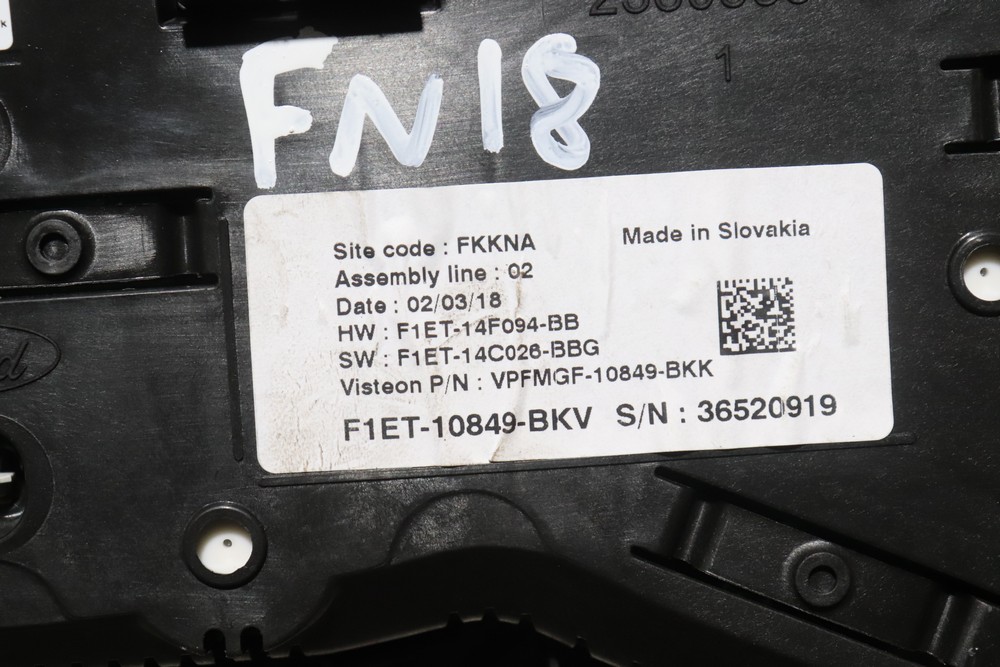 1
FN18
Site code : FKKNA
Made in Slovakia
Assembly line : 02
Date : 02/03/18
HW : F1ET-14F094-BB
SW : F1ET-14C026-BBG
Visteon P/N : VPFMGF-10849-BKK
F1ET-10849-BKV S/N : 36520919